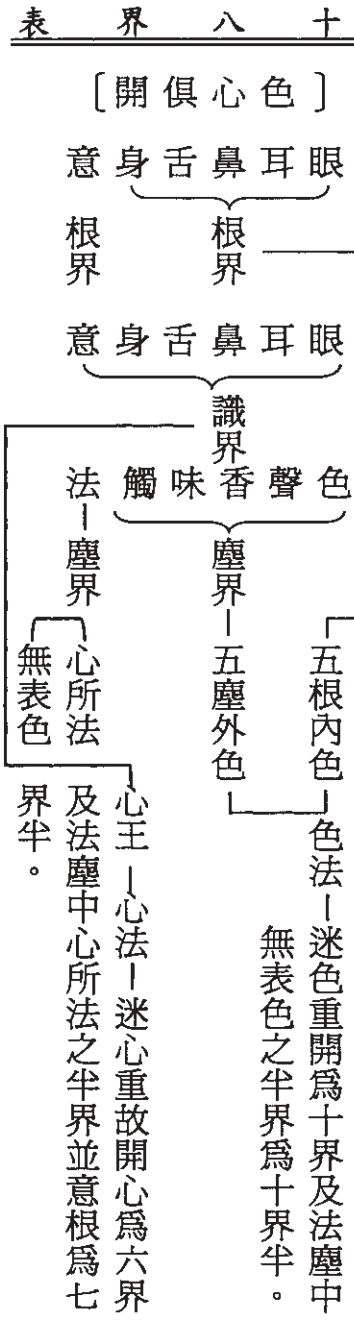 十八界表
［色心俱開］
眼耳鼻舌身意
根界
根界
眼耳鼻舌身意
識界
色聲香味觸
法－塵界
塵界－五塵外色
五根內色
色法－迷色重開爲十界及法塵中
無表色之半界爲十界半。
心所法
無表色
心王－心法－迷心重故開心爲六界
及法塵中心所法之半界並意根爲七
界半。